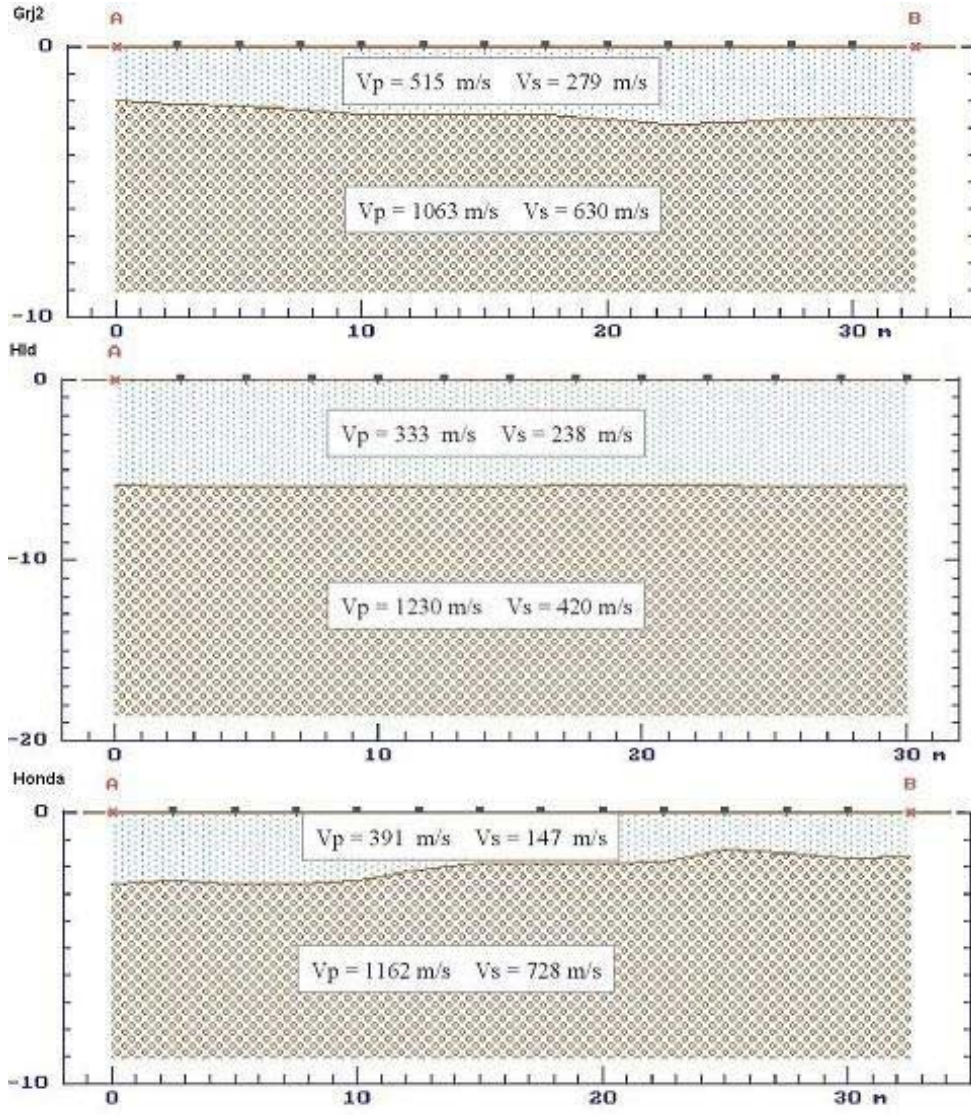 Grj2
A B
0
Vp = 515 m/s Vs = 279 m/s
Vp = 1063 m/s Vs = 630 m/s
-10
0 10 20 30 m
Hld
A
0
Vp = 333 m/s Vs = 238 m/s
-10
Vp = 1230 m/s Vs = 420 m/s
-20
0 10 20 30 m
Honda
A B
0
Vp = 391 m/s Vs = 147 m/s
Vp = 1162 m/s Vs = 728 m/s
-10
0 10 20 30 m